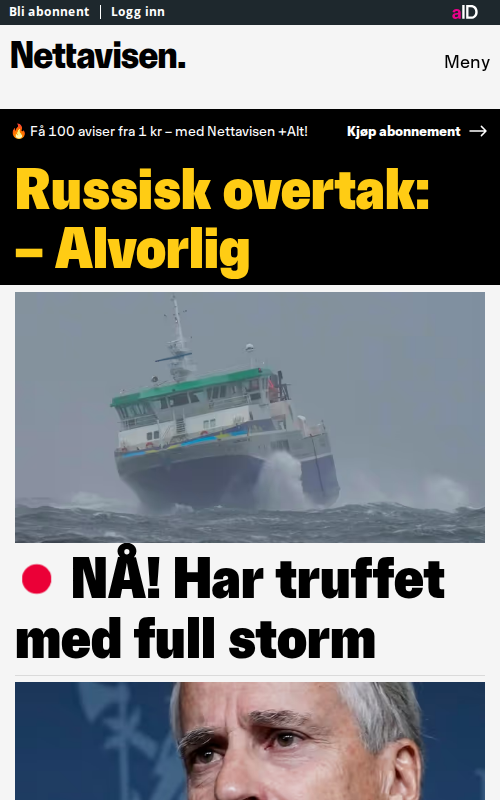 Bli abonnent | Logg inn
aID
Nettavisen.
Meny
🔥 Få 100 aviser fra 1 kr – med Nettavisen +Alt!
Kjøp abonnement →
Russisk overtak:
– Alvorlig
NÅ! Har truffet
med full storm